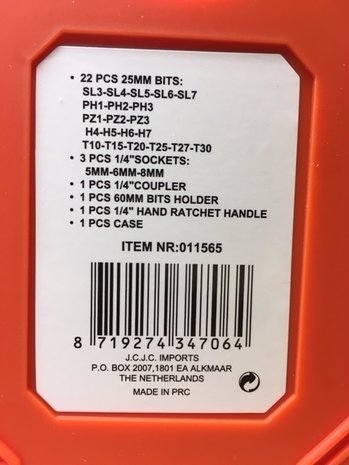 • 22 PCS 25MM BITS:
SL3-SL4-SL5-SL6-SL7
PH1-PH2-PH3
PZ1-PZ2-PZ3
H4-H5-H6-H7
T10-T15-T20-T25-T27-T30
• 3 PCS 1/4"SOCKETS:
5MM-6MM-8MM
• 1 PCS 1/4"COUPLER
• 1 PCS 60MM BITS HOLDER
• 1 PCS 1/4" HAND RATCHET HANDLE
• 1 PCS CASE
ITEM NR:011565
8 719274 347064
J.C.J.C. IMPORTS
P.O. BOX 2007,1801 EA ALKMAAR
THE NETHERLANDS
MADE IN PRC